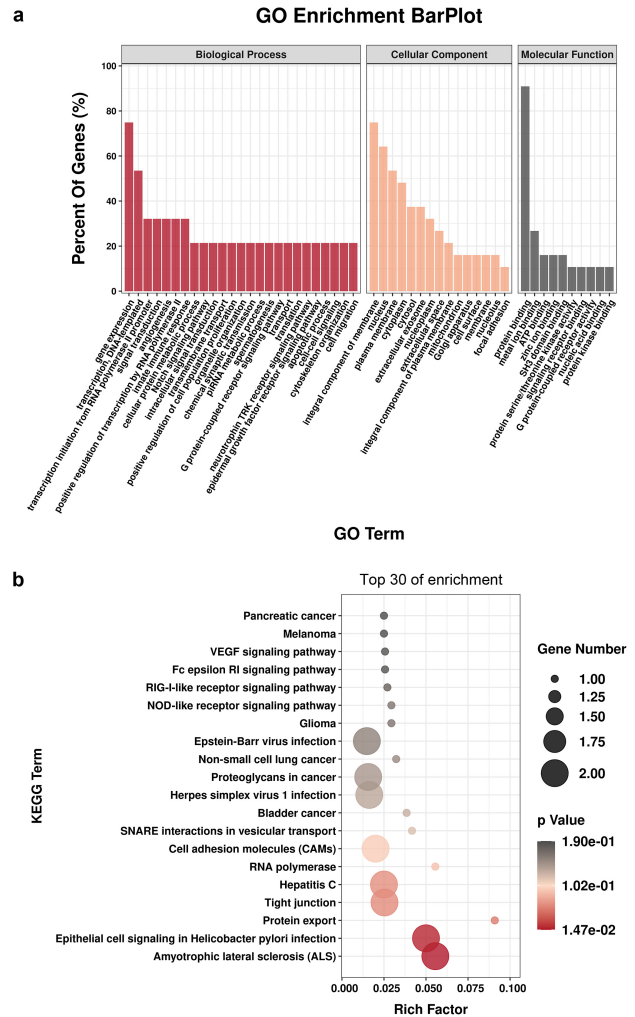 a
GO Enrichment BarPlot
Biological Process
Cellular Component
Molecular Function
Percent Of Genes (%)
100
80
60
40
20
0
gene expression
transcription, DNA-templated
transcription initiation from RNA polymerase II promoter
signal transduction
angiogenesis
positive regulation of transcription by RNA polymerase II
innate immune response
cellular protein metabolic process
Notch signaling pathway
intracellular signal transduction
transmembrane transport
positive regulation of cell population proliferation
organelle organization
chemical synaptic transmission
piRNA metabolic process
spermatogenesis
G protein-coupled receptor signaling pathway
transport
translation
neurotrophin TRK receptor signaling pathway
epidermal growth factor receptor signaling pathway
apoptotic process
cell-cell signaling
cytoskeleton organization
cell migration
integral component of membrane
nucleus
plasma membrane
cytoplasm
cytosol
extracellular exosome
nucleoplasm
extracellular space
integral component of plasma membrane
mitochondrion
Golgi apparatus
cell surface
membrane
nucleolus
focal adhesion
protein binding
metal ion binding
ATP binding
zinc ion binding
SH3 domain binding
protein serine/threonine kinase activity
signaling receptor binding
G protein-coupled receptor activity
nucleic acid binding
protein kinase binding
GO Term
b
Top 30 of enrichment
KEGG Term
Pancreatic cancer
Melanoma
VEGF signaling pathway
Fc epsilon RI signaling pathway
RIG-I-like receptor signaling pathway
NOD-like receptor signaling pathway
Glioma
Epstein-Barr virus infection
Non-small cell lung cancer
Proteoglycans in cancer
Herpes simplex virus 1 infection
Bladder cancer
SNARE interactions in vesicular transport
Cell adhesion molecules (CAMs)
RNA polymerase
Hepatitis C
Tight junction
Protein export
Epithelial cell signaling in Helicobacter pylori infection
Amyotrophic lateral sclerosis (ALS)
0.000 0.025 0.050 0.075 0.100
Rich Factor
Gene Number
1.00
1.25
1.50
1.75
2.00
p Value
1.90e-01
1.02e-01
1.47e-02